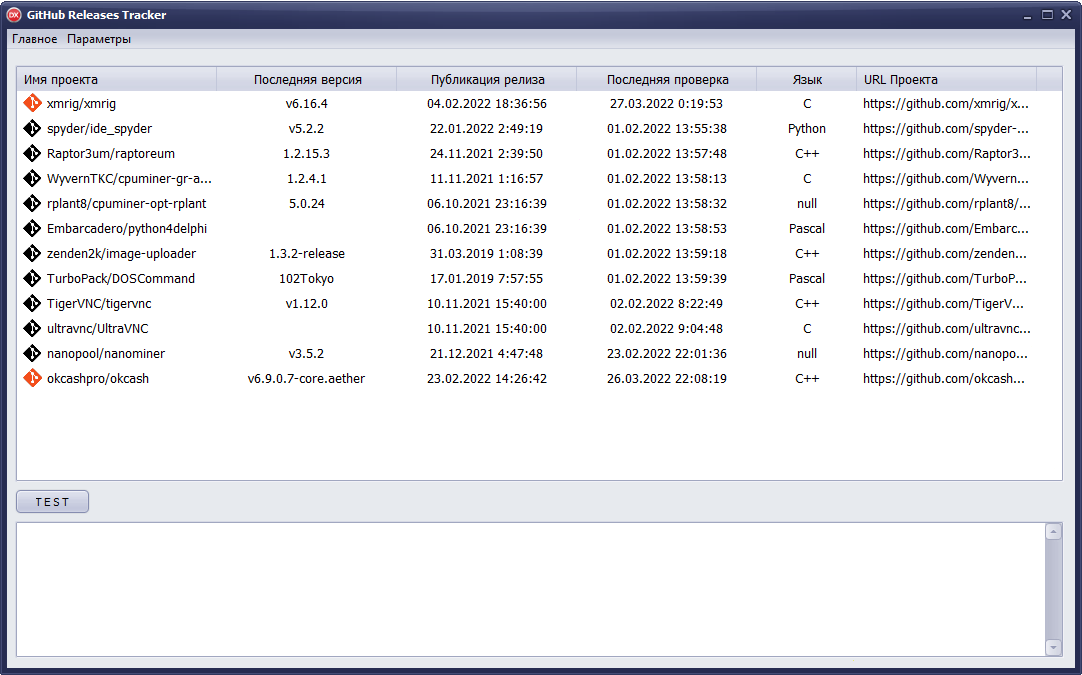 DX GitHub Releases Tracker
Главное Параметры
Имя проекта Последняя версия Публикация релиза Последняя проверка Язык URL Проекта
xmrig/xmrig v6.16.4 04.02.2022 18:36:56 27.03.2022 0:19:53 C https://github.com/xmrig/x...
spyder/ide_spyder v5.2.2 22.01.2022 2:49:19 01.02.2022 13:55:38 Python https://github.com/spyder-...
Raptor3um/raptoreum 1.2.15.3 24.11.2021 2:39:50 01.02.2022 13:57:48 C++ https://github.com/Raptor3...
WyvernTKC/cpuminer-gr-a... 1.2.4.1 11.11.2021 1:16:57 01.02.2022 13:58:13 C https://github.com/Wyvern...
rplant8/cpuminer-opt-rplant 5.0.24 06.10.2021 23:16:39 01.02.2022 13:58:32 null https://github.com/rplant8/...
Embarcadero/python4delphi 06.10.2021 23:16:39 01.02.2022 13:58:53 Pascal https://github.com/Embarc...
zenden2k/image-uploader 1.3.2-release 31.03.2019 1:08:39 01.02.2022 13:59:18 C++ https://github.com/zenden...
TurboPack/DOSCommand 102Tokyo 17.01.2019 7:57:55 01.02.2022 13:59:39 Pascal https://github.com/TurboP...
TigerVNC/tigervnc v1.12.0 10.11.2021 15:40:00 02.02.2022 8:22:49 C++ https://github.com/TigerV...
ultravnc/UltraVNC 10.11.2021 15:40:00 02.02.2022 9:04:48 C https://github.com/ultravnc...
nanopool/nanominer v3.5.2 21.12.2021 4:47:48 23.02.2022 22:01:36 null https://github.com/nanopo...
okcashpro/okcash v6.9.0.7-core.aether 23.02.2022 14:26:42 26.03.2022 22:08:19 C++ https://github.com/okcash...
TEST